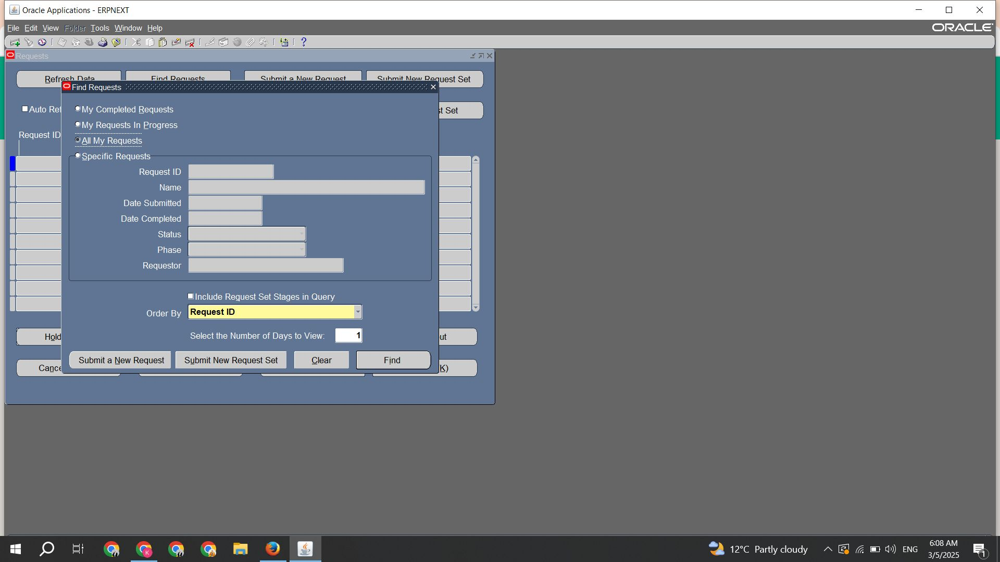 Oracle Applications - ERPNEXT
File Edit View Folder Tools Window Help
ORACLE
Requests
Refresh Data Find Requests Submit a New Request Submit New Request Set
Find Requests
Auto Ref
st Set
My Completed Requests
My Requests In Progress
Request ID
All My Requests
Specific Requests
Request ID
Name
Date Submitted
Date Completed
Status
Phase
Requestor
Include Request Set Stages in Query
Order By Request ID
Select the Number of Days to View: 1
Hold
ut
Submit a New Request Submit New Request Set Clear Find
Cance
K)
12°C Partly cloudy
ENG
6:08 AM
3/5/2025
1